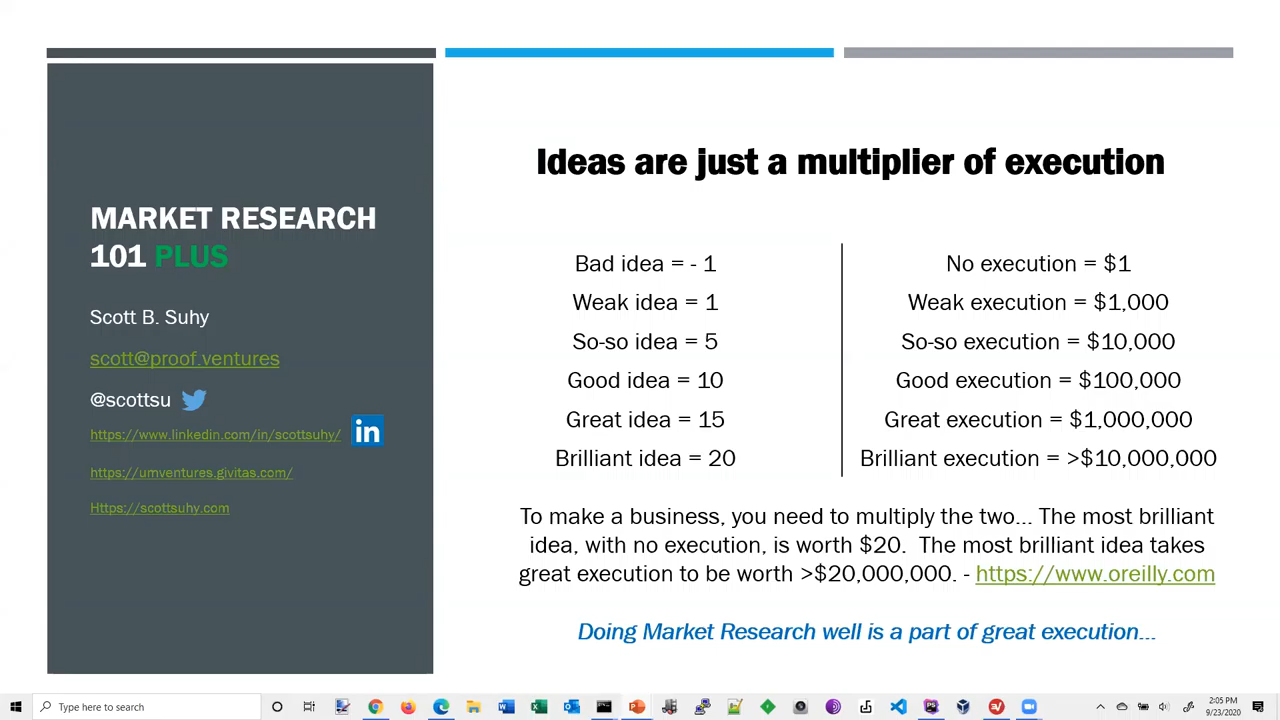 MARKET RESEARCH
101 PLUS
Scott B. Suhy
scott@proof.ventures
@scottsu
in
https://www.linkedin.com/in/scottsuhy/
https://umventures.givitas.com/
Https://scottsuhy.com
Ideas are just a multiplier of execution
Bad idea = - 1
Weak idea = 1
So-so idea = 5
Good idea = 10
Great idea = 15
Brilliant idea = 20
No execution = $1
Weak execution = $1,000
So-so execution = $10,000
Good execution = $100,000
Great execution = $1,000,000
Brilliant execution = >$10,000,000
To make a business, you need to multiply the two... The most brilliant
idea, with no execution, is worth $20. The most brilliant idea takes
great execution to be worth >$20,000,000. - https://www.oreilly.com
Doing Market Research well is a part of great execution...
Type here to search
2:05 PM
9/23/2020